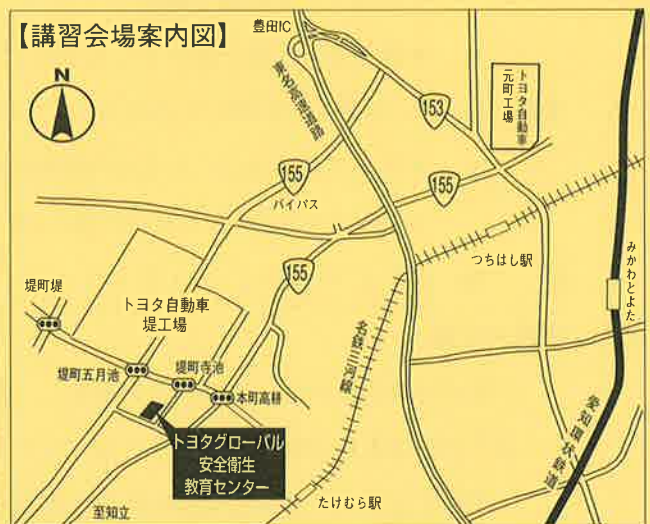 【講習会場案内図】
豊田IC
N
東名高速道路
153
トヨタ自動車
元町工場
155
バイパス
155
つちはし駅
みかわとよた
155
堤町堤
トヨタ自動車
堤工場
名鉄三河線
堤町五月池
堤町寺池
本町高耕
愛知環状鉄道
トヨタグローバル
安全衛生
教育センター
たけむら駅
至知立